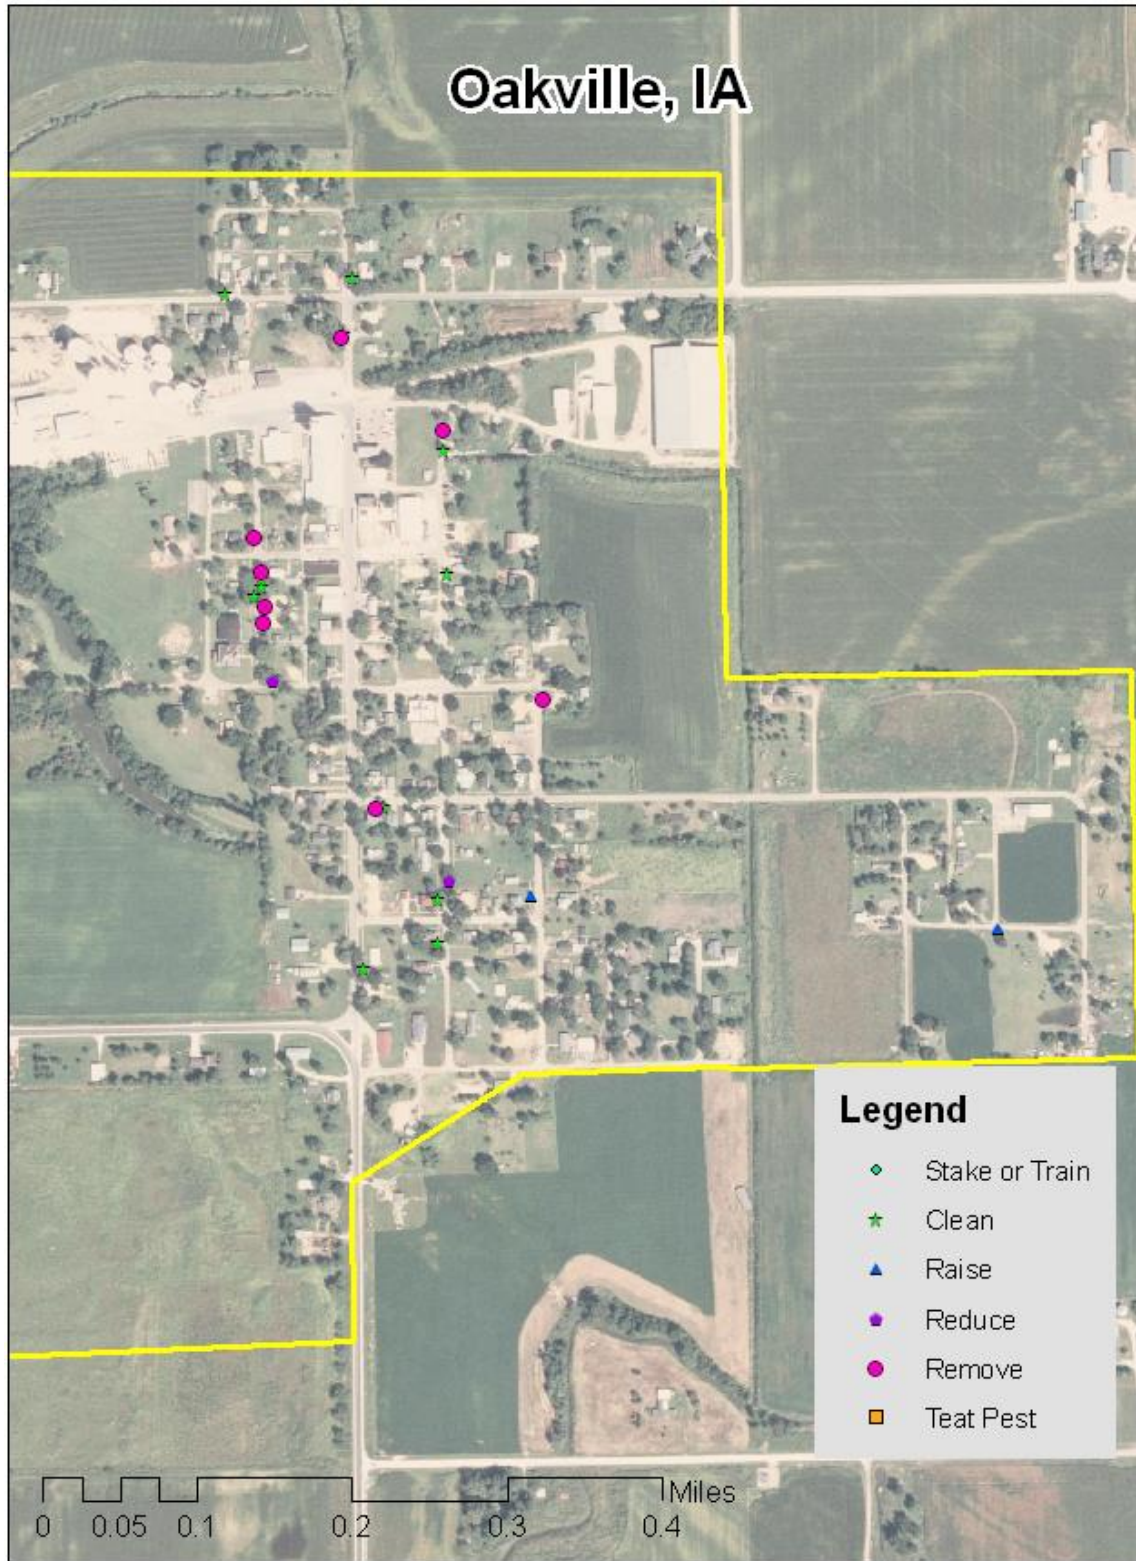 Oakville, IA
Legend
Stake or Train
Clean
Raise
Reduce
Remove
Teat Pest
Miles
0 0.05 0.1 0.2 0.3 0.4